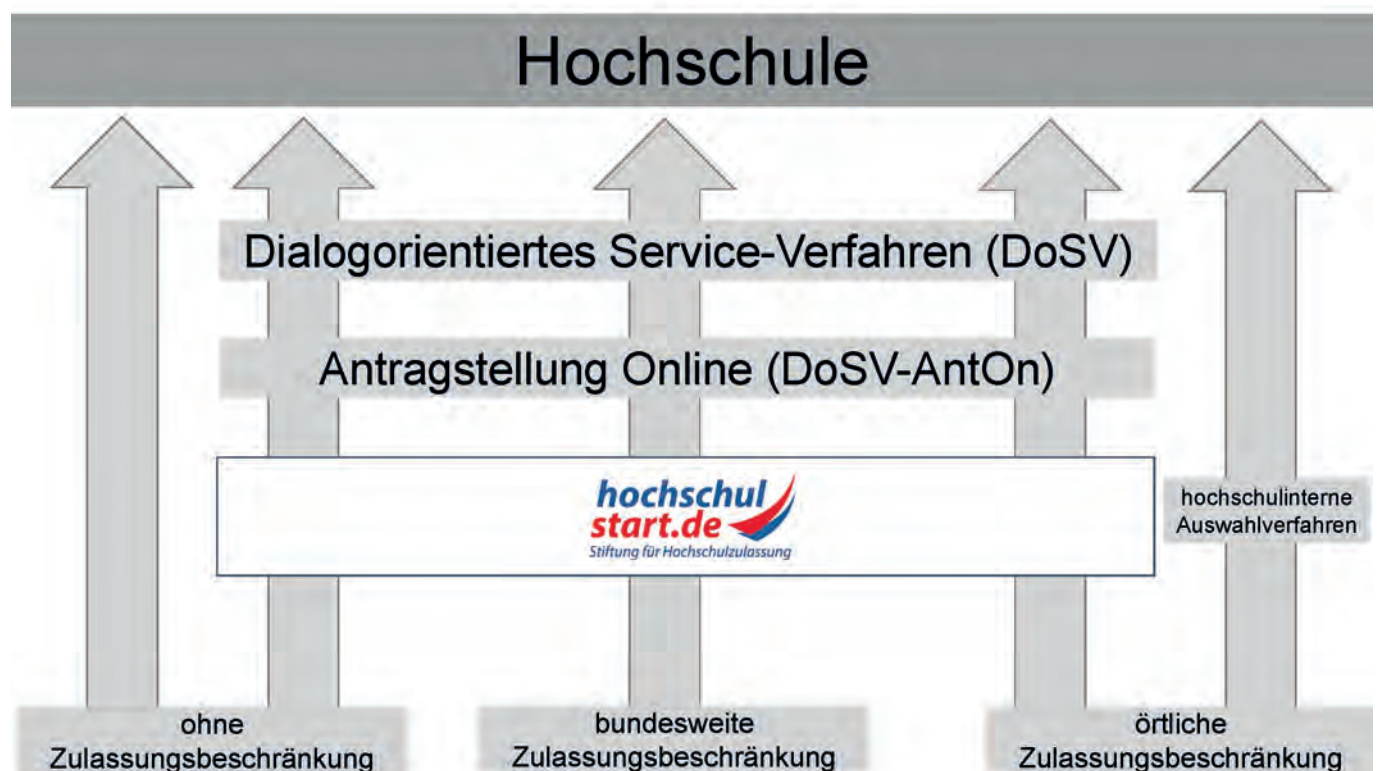 Hochschule
Dialogorientiertes Service-Verfahren (DoSV)
Antragstellung Online (DoSV-AntOn)
hochschul
start.de
Stiftung für Hochschulzulassung
hochschulinterne
Auswahlverfahren
ohne
Zulassungsbeschränkung
bundesweite
Zulassungsbeschränkung
örtliche
Zulassungsbeschränkung